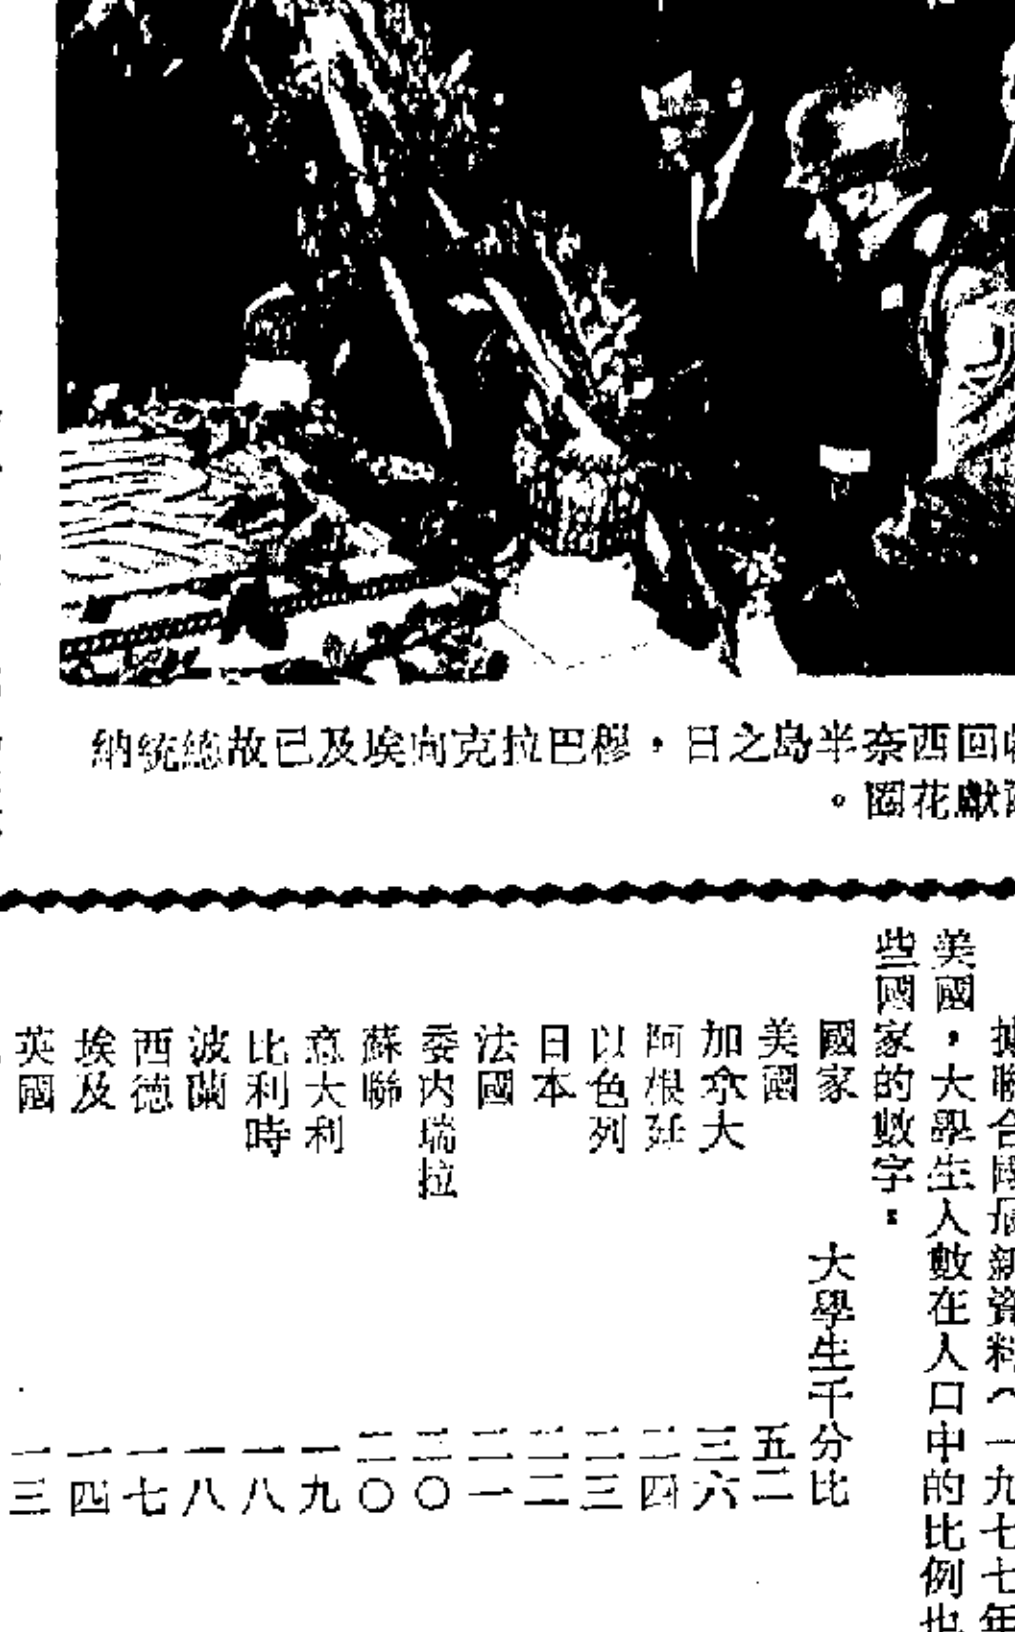 回西奈半島之日，穆巴拉克向埃及已故總統納
獻花圈。
據聯合國最新資料（一九七七年
美國，大學生人數在人口中的比例也
些國家的數字：
國家　大學生千分比
美國　五二
加拿大　三六
阿根廷　二四
以色列　二三
日本　二二
法國　二一
委內瑞拉　二〇
蘇聯　二〇
意大利　一九
比利時　一八
波蘭　一八
西德　一七
埃及　一四
英國　一三